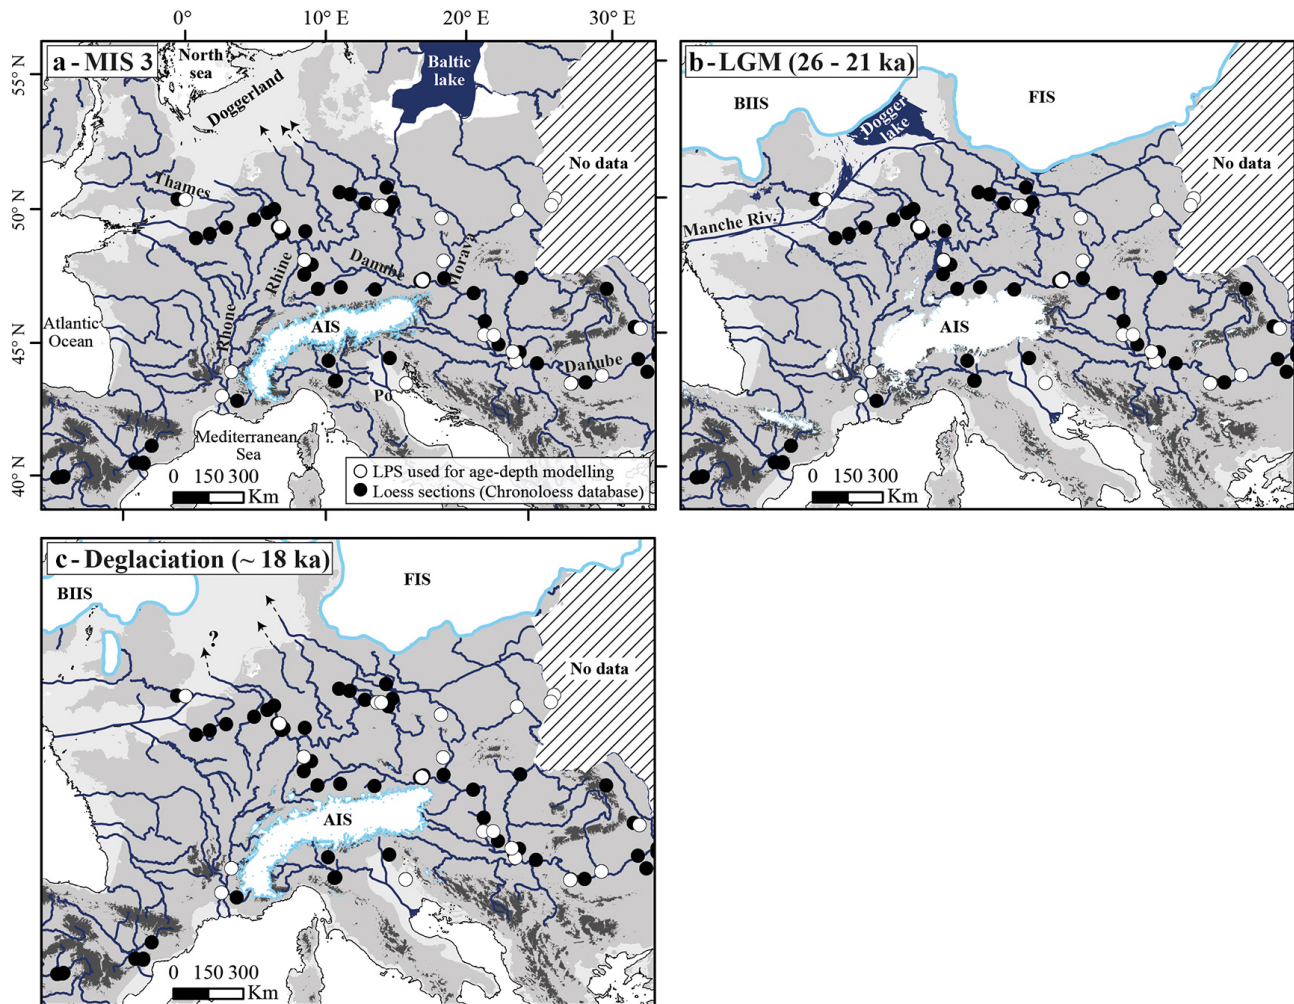 0°
10° E
20° E
30° E
55° N
50° N
45° N
40° N
a - MIS 3
North
sea
Doggerland
Baltic
lake
No data
Thames
Rhine
Danube
Morava
Rhone
AIS
Atlantic
Ocean
Danube
Po
Mediterranean
Sea
0 150 300
Km
LPS used for age-depth modelling
Loess sections (Chronoloess database)
b - LGM (26 - 21 ka)
BIIS
Dogger
lake
FIS
No data
Manche Riv.
AIS
0 150 300
Km
c - Deglaciation (~ 18 ka)
BIIS
FIS
?
No data
AIS
0 150 300
Km